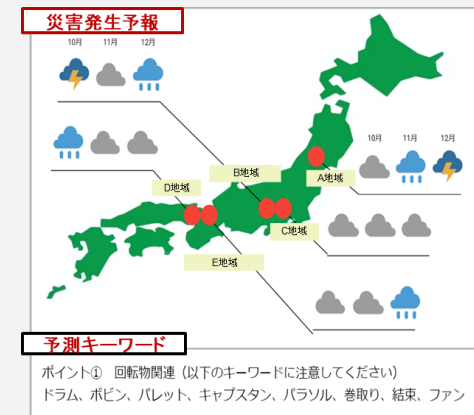 災害発生予報
10月 11月 12月
10月 11月 12月
B地域
D地域
A地域
C地域
E地域
予測キーワード
ポイント① 回転物関連（以下のキーワードに注意してください）
ドラム、ボビン、パレット、キャプスタン、パラソル、巻取り、結束、ファン